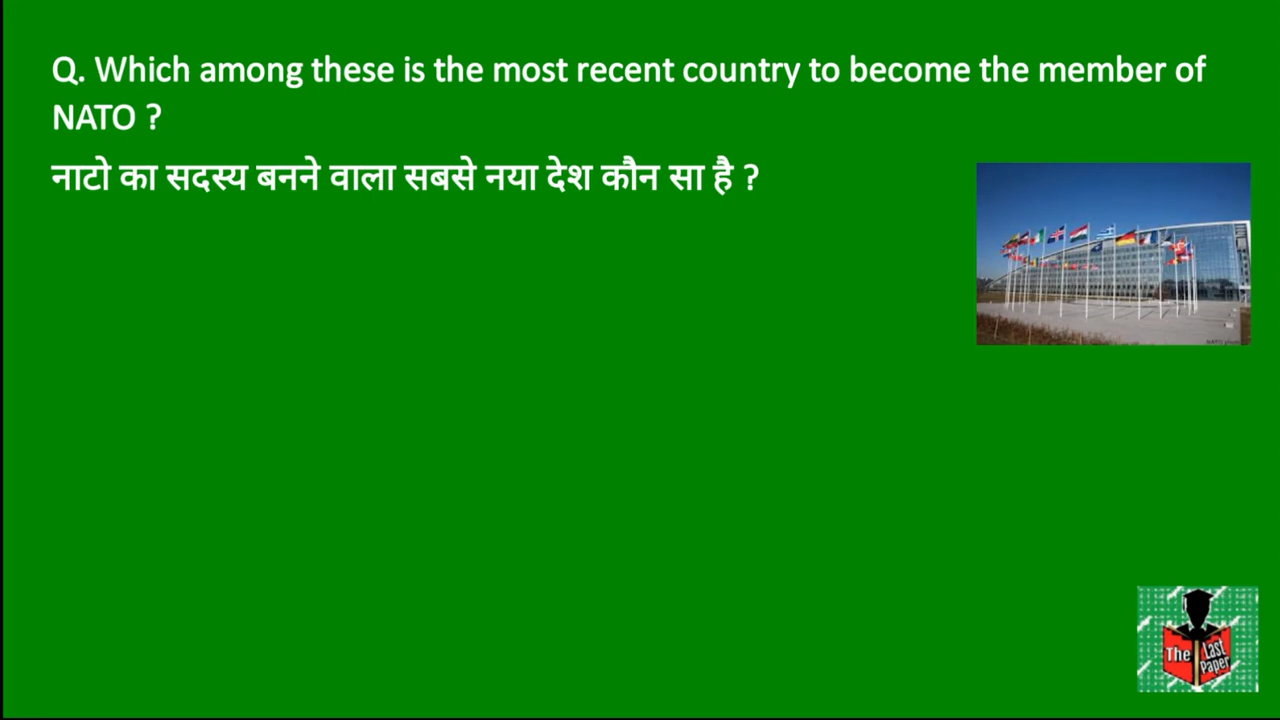 Q. Which among these is the most recent country to become the member of
NATO ?
नाटो का सदस्य बनने वाला सबसे नया देश कौन सा है ?
The Last
Paper